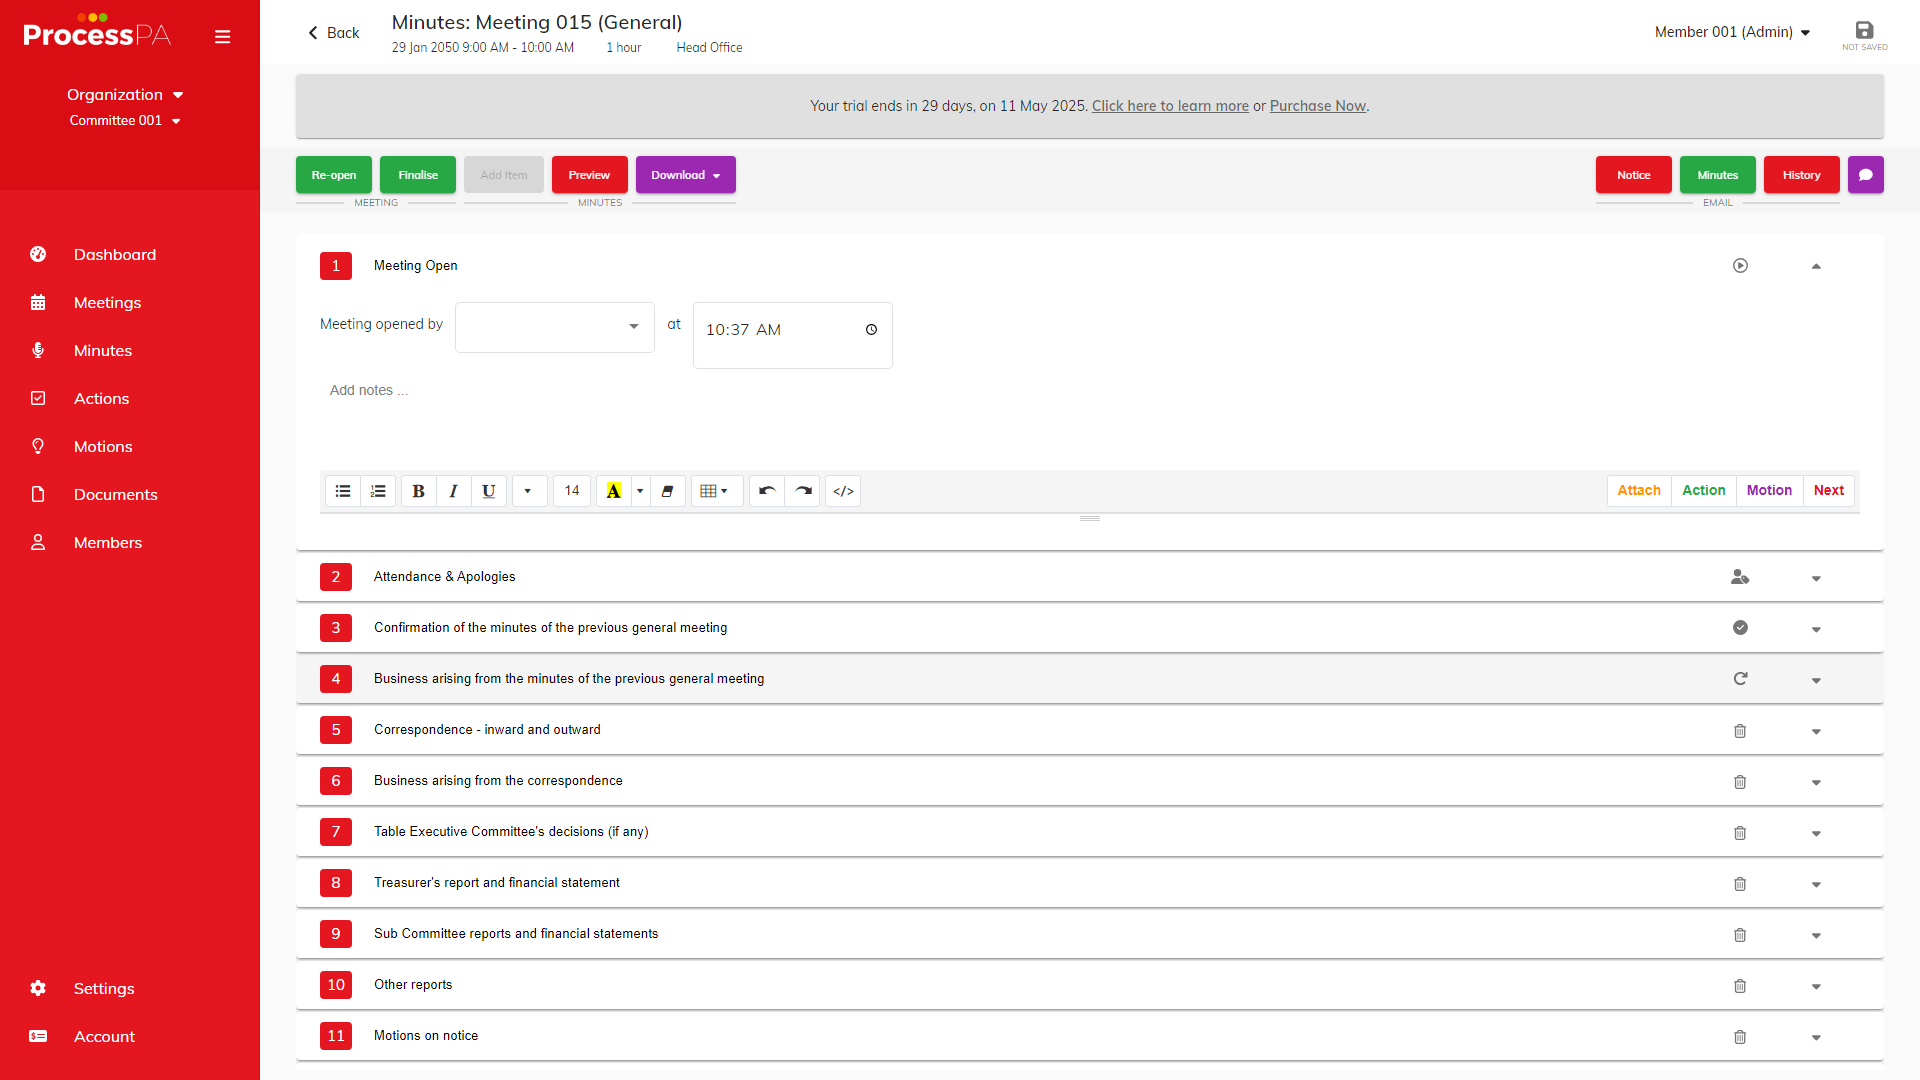 ProcessPA
Organization
Committee 001
Dashboard
Meetings
Minutes
Actions
Motions
Documents
Members
Settings
Account
Back
Minutes: Meeting 015 (General)
29 Jan 2050 9:00 AM - 10:00 AM 1 hour Head Office
Member 001 (Admin)
NOT SAVED
Your trial ends in 29 days, on 11 May 2025. Click here to learn more or Purchase Now.
Re-open Finalise Add Item Preview Download
MEETING MINUTES
Notice Minutes History
EMAIL
1 Meeting Open
Meeting opened by at 10:37 AM
Add notes ...
B I U 14 A </>
Attach Action Motion Next
2 Attendance & Apologies
3 Confirmation of the minutes of the previous general meeting
4 Business arising from the minutes of the previous general meeting
5 Correspondence - inward and outward
6 Business arising from the correspondence
7 Table Executive Committee's decisions (if any)
8 Treasurer's report and financial statement
9 Sub Committee reports and financial statements
10 Other reports
11 Motions on notice